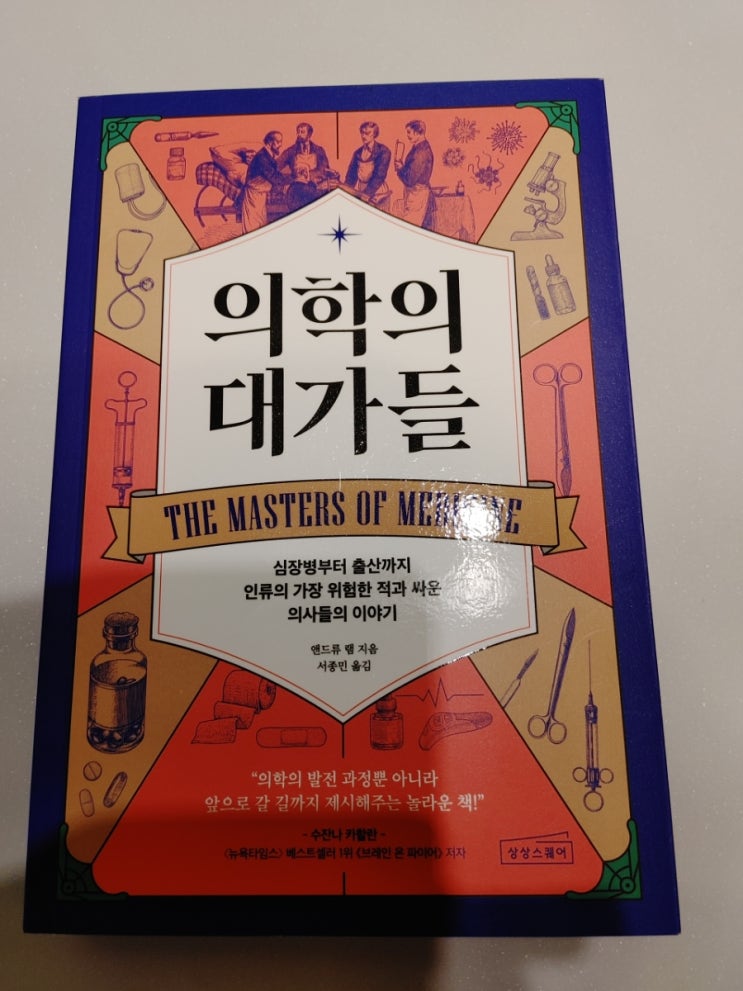 의학의
대가들
THE MASTERS OF MEDICINE
심장병부터 출산까지
인류의 가장 위험한 적과 싸운
의사들의 이야기
앤드류 램 지음
서종민 옮김
“의학의 발전 과정뿐 아니라
앞으로 갈 길까지 제시해주는 놀라운 책!”
- 수잔나 카할란 -
〈뉴욕타임스〉 베스트셀러 1위 《브레인 온 파이어》 저자
상상스퀘어